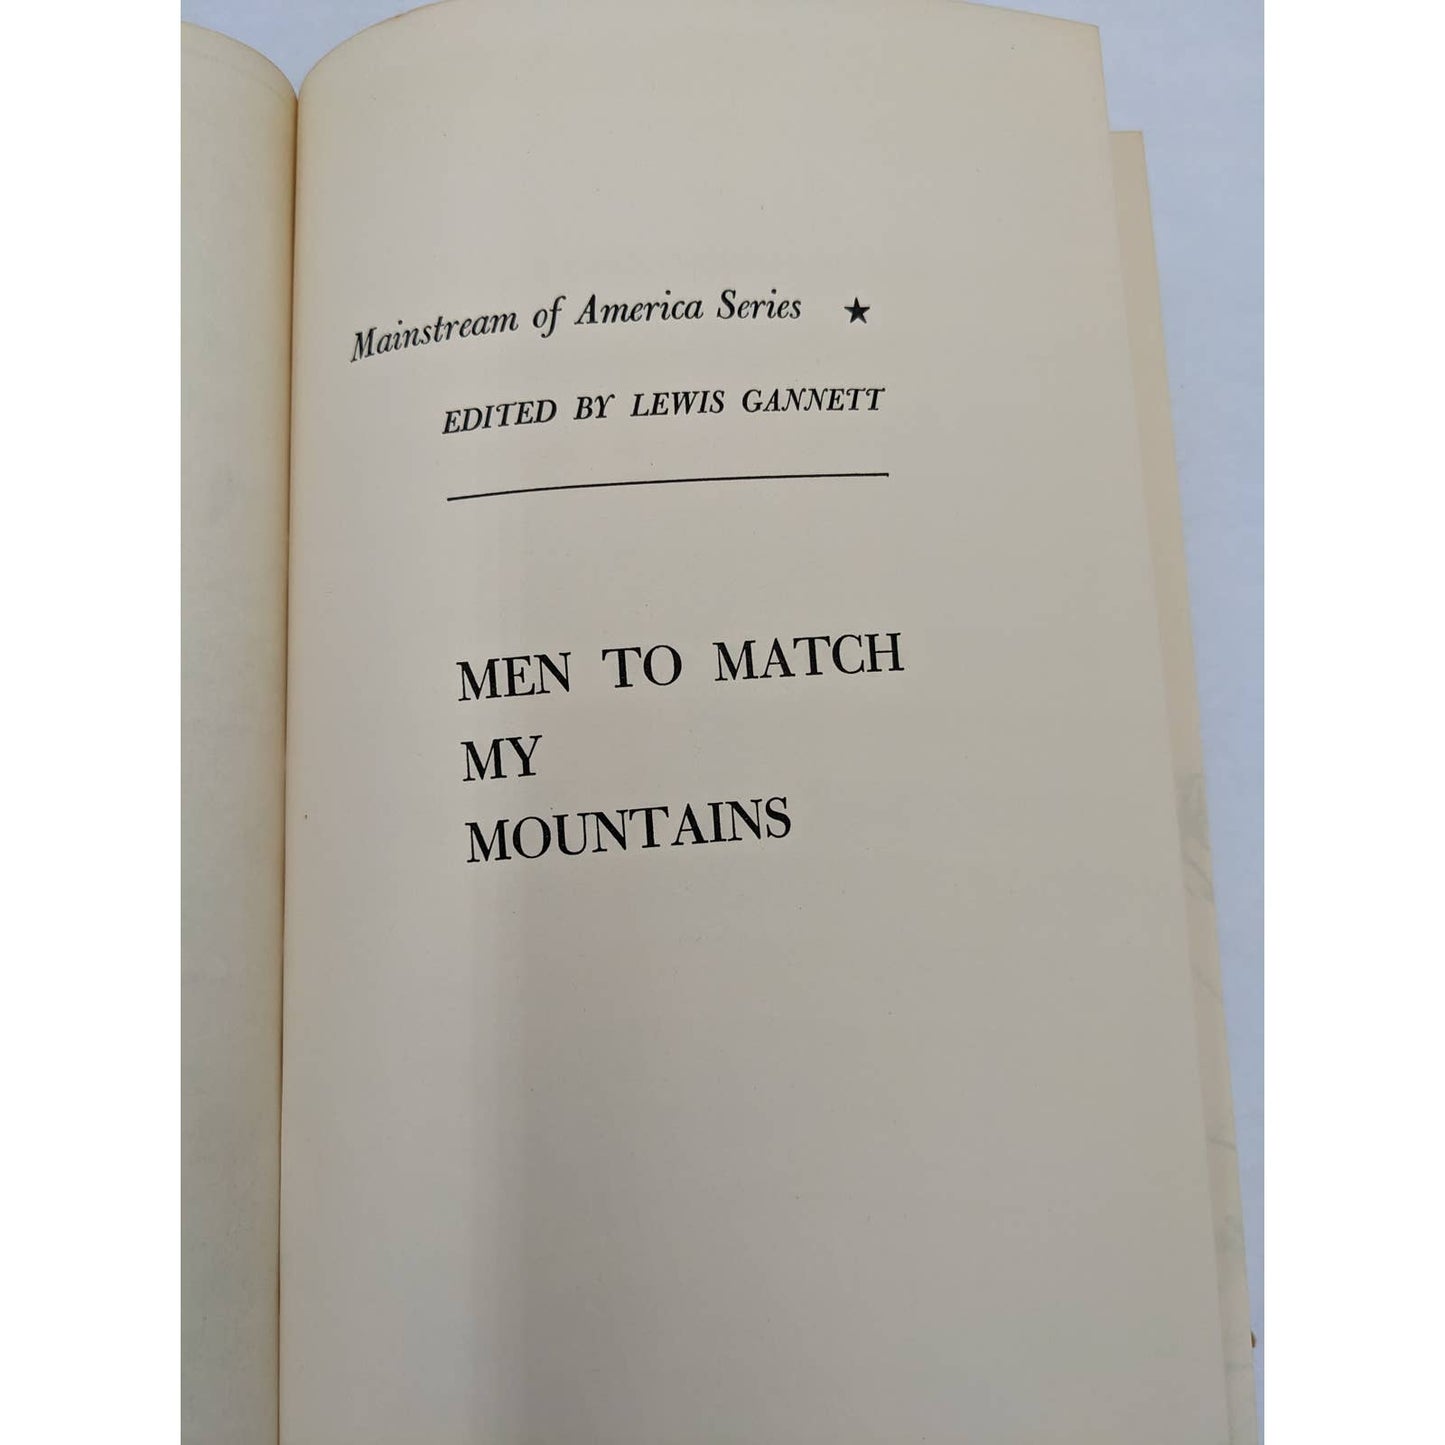 Mainstream of America Series ★
EDITED BY LEWIS GANNETT
MEN TO MATCH
MY
MOUNTAINS